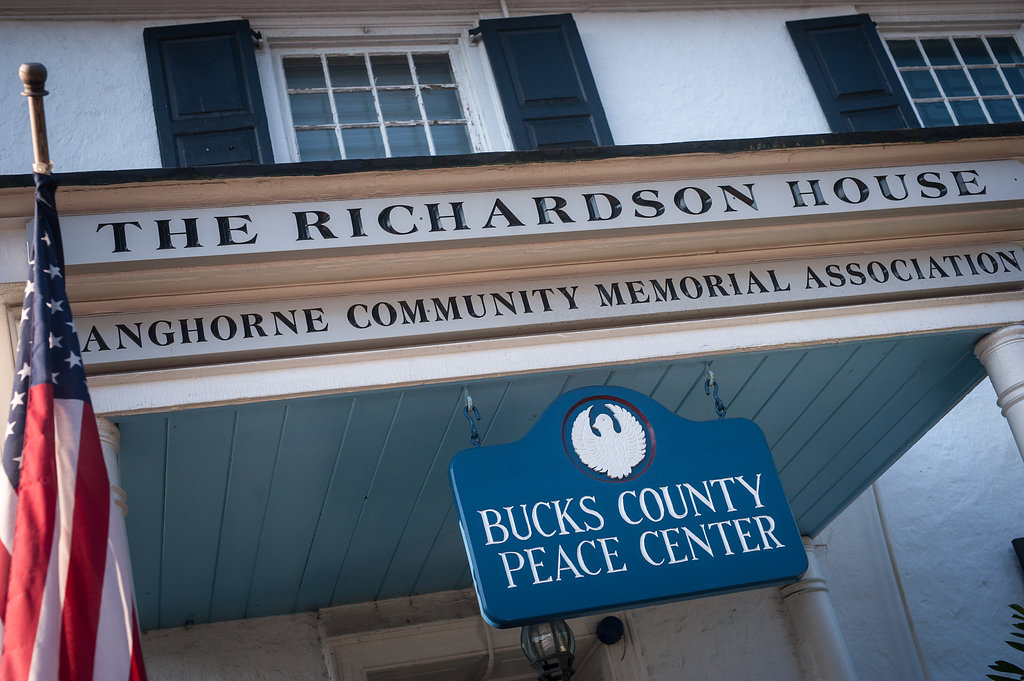 THE RICHARDSON HOUSE
ANGHORNE COMMUNITY MEMORIAL ASSOCIATION
BUCKS COUNTY
PEACE CENTER